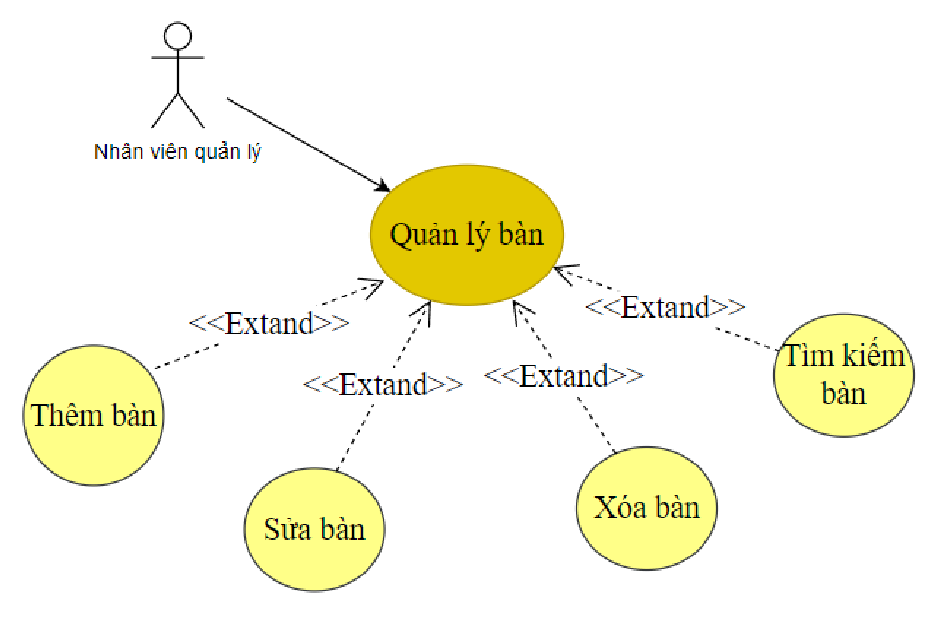 Nhân viên quản lý
Quản lý bàn
<<Extand>>
<<Extand>>
<<Extand>>
<<Extand>>
Thêm bàn
Sửa bàn
Xóa bàn
Tìm kiếm
bàn